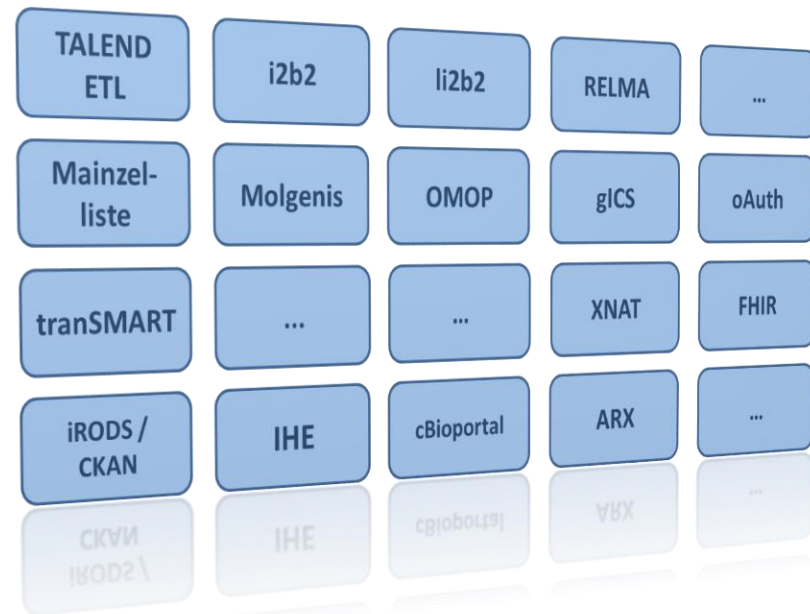 TALEND
ETL
i2b2
li2b2
RELMA
...
Mainzel-
liste
Molgenis
OMOP
gICS
oAuth
tranSMART
...
...
XNAT
FHIR
iRODS /
CKAN
IHE
cBioportal
ARX
...